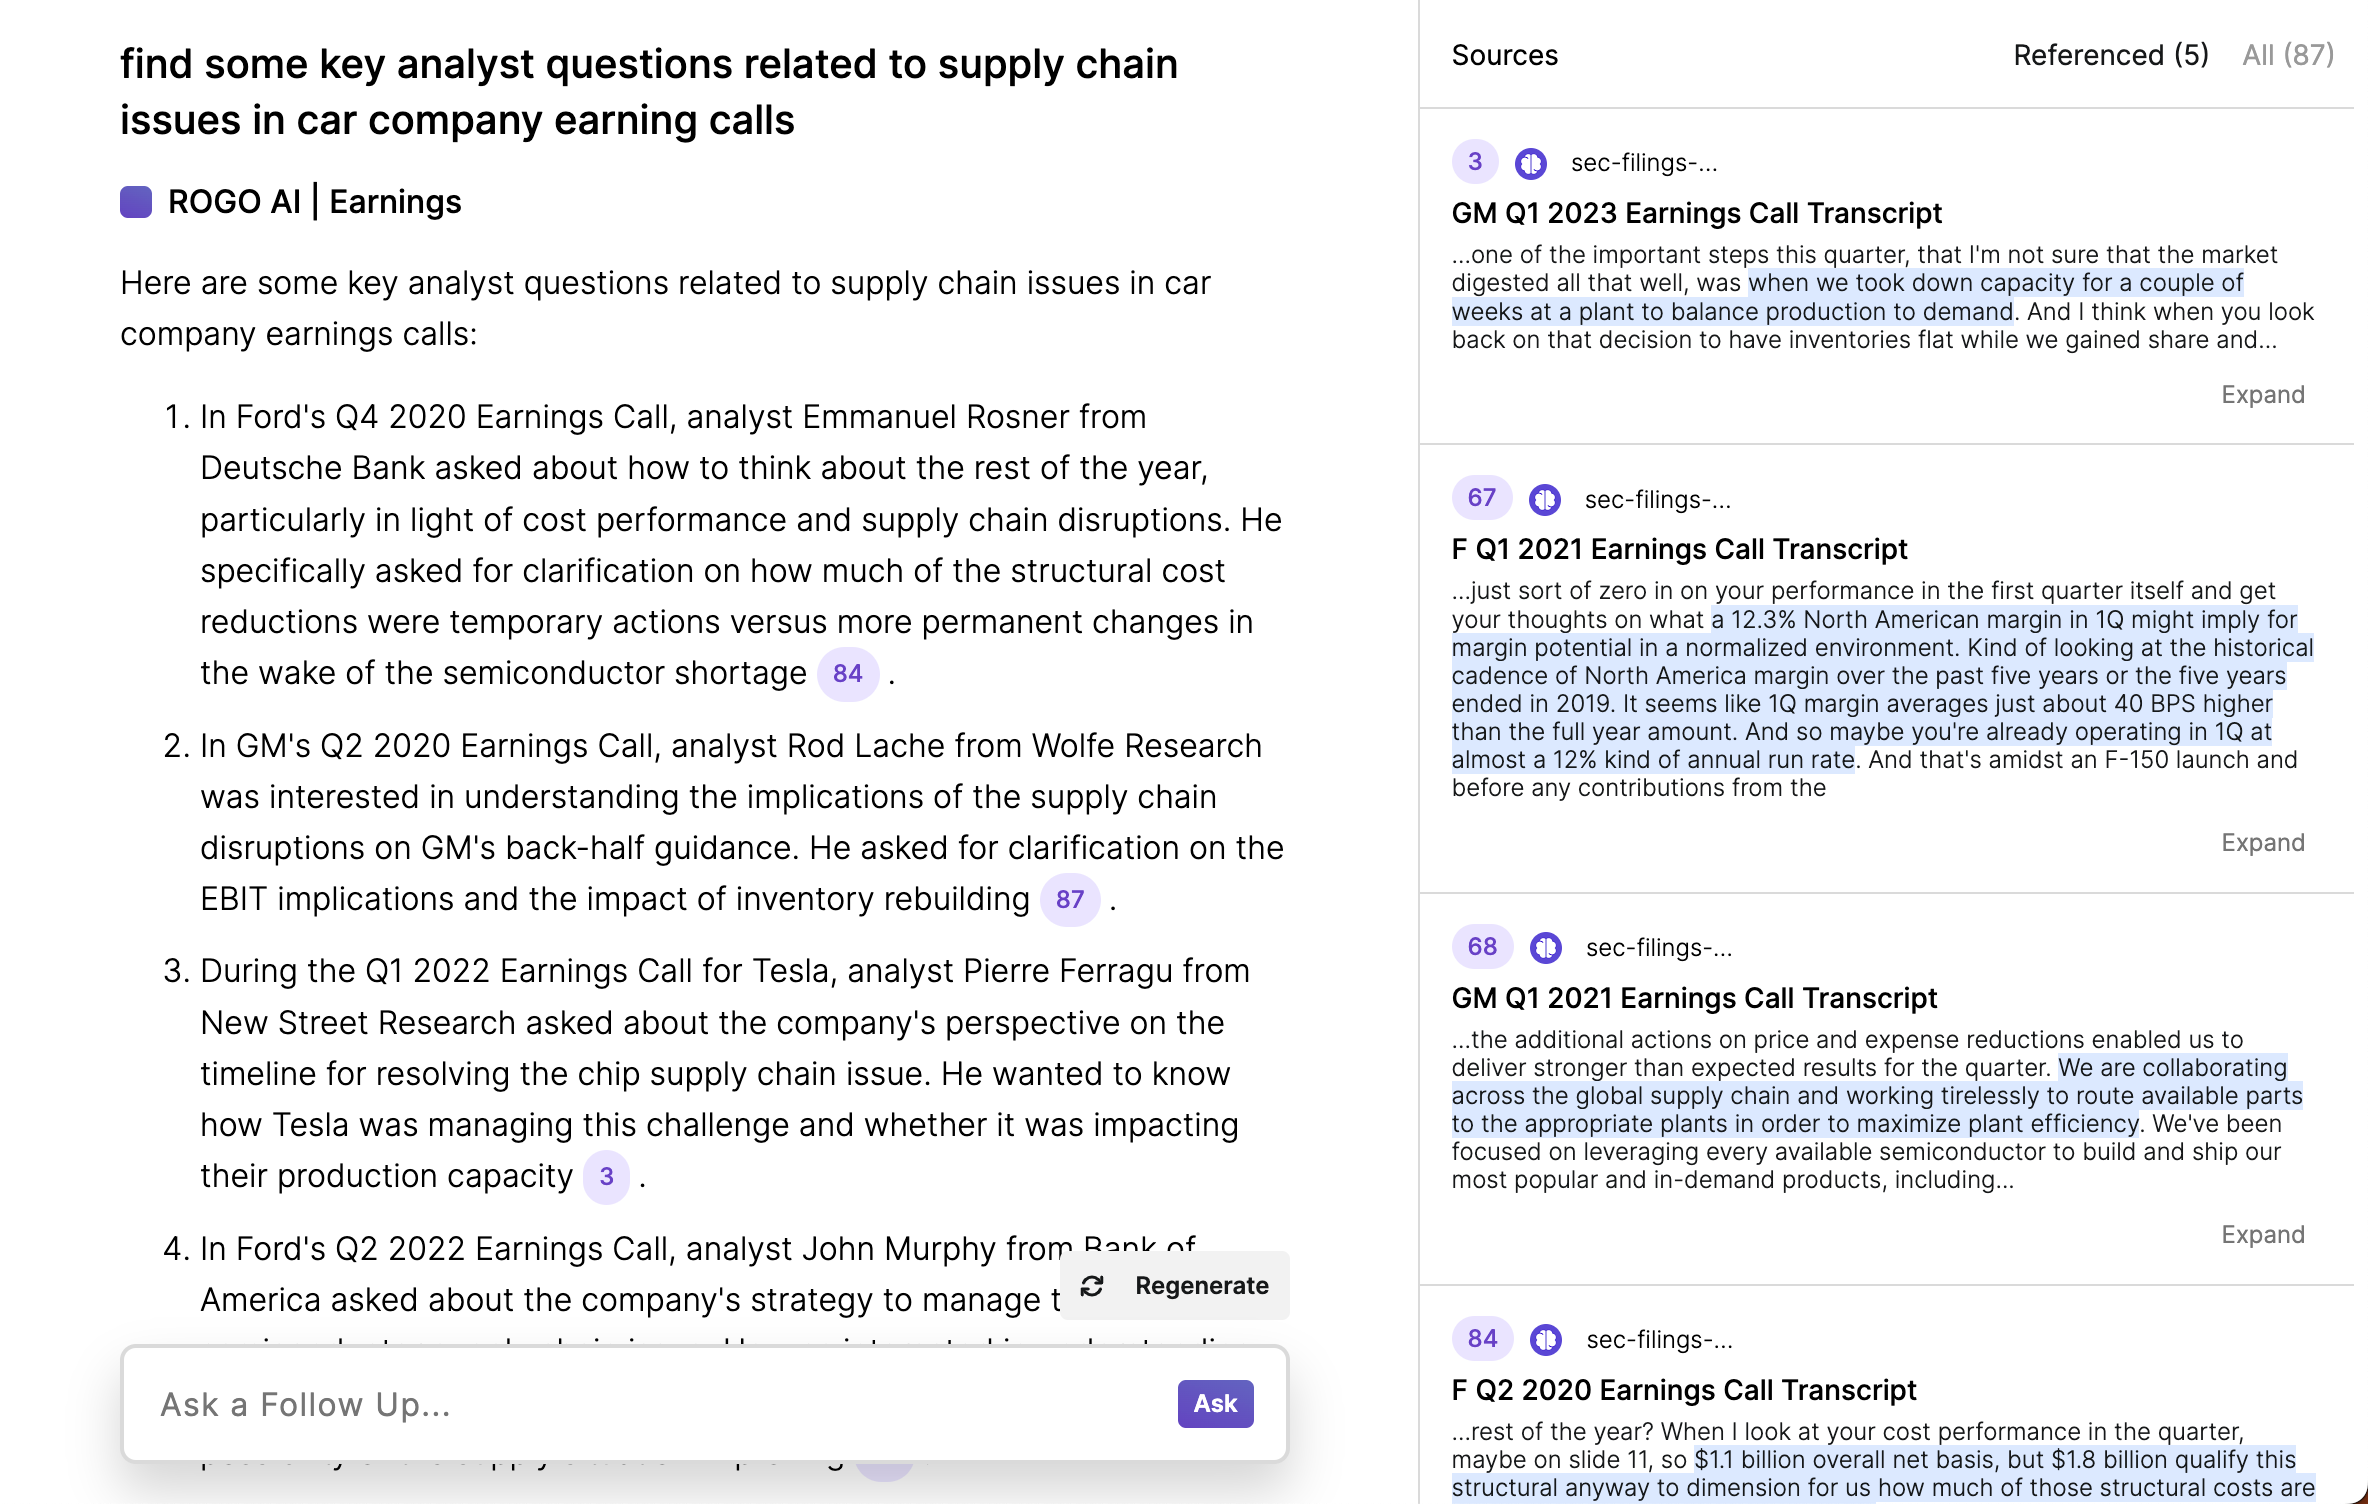 find some key analyst questions related to supply chain
issues in car company earning calls
ROGO AI | Earnings
Here are some key analyst questions related to supply chain issues in car
company earnings calls:
1. In Ford's Q4 2020 Earnings Call, analyst Emmanuel Rosner from
Deutsche Bank asked about how to think about the rest of the year,
particularly in light of cost performance and supply chain disruptions. He
specifically asked for clarification on how much of the structural cost
reductions were temporary actions versus more permanent changes in
the wake of the semiconductor shortage 84 .
2. In GM's Q2 2020 Earnings Call, analyst Rod Lache from Wolfe Research
was interested in understanding the implications of the supply chain
disruptions on GM's back-half guidance. He asked for clarification on the
EBIT implications and the impact of inventory rebuilding 87 .
3. During the Q1 2022 Earnings Call for Tesla, analyst Pierre Ferragu from
New Street Research asked about the company's perspective on the
timeline for resolving the chip supply chain issue. He wanted to know
how Tesla was managing this challenge and whether it was impacting
their production capacity 3 .
4. In Ford's Q2 2022 Earnings Call, analyst John Murphy from Bank of
America asked about the company's strategy to manage
Regenerate
Ask a Follow Up...
Ask
Sources
Referenced (5)
All (87)
3 sec-filings-...
GM Q1 2023 Earnings Call Transcript
...one of the important steps this quarter, that I'm not sure that the market
digested all that well, was when we took down capacity for a couple of
weeks at a plant to balance production to demand. And I think when you look
back on that decision to have inventories flat while we gained share and...
Expand
67 sec-filings-...
F Q1 2021 Earnings Call Transcript
...just sort of zero in on your performance in the first quarter itself and get
your thoughts on what a 12.3% North American margin in 1Q might imply for
margin potential in a normalized environment. Kind of looking at the historical
cadence of North America margin over the past five years or the five years
ended in 2019. It seems like 1Q margin averages just about 40 BPS higher
than the full year amount. And so maybe you're already operating in 1Q at
almost a 12% kind of annual run rate. And that's amidst an F-150 launch and
before any contributions from the
Expand
68 sec-filings-...
GM Q1 2021 Earnings Call Transcript
...the additional actions on price and expense reductions enabled us to
deliver stronger than expected results for the quarter. We are collaborating
across the global supply chain and working tirelessly to route available parts
to the appropriate plants in order to maximize plant efficiency. We've been
focused on leveraging every available semiconductor to build and ship our
most popular and in-demand products, including...
Expand
84 sec-filings-...
F Q2 2020 Earnings Call Transcript
...rest of the year? When I look at your cost performance in the quarter,
maybe on slide 11, so $1.1 billion overall net basis, but $1.8 billion qualify this
structural anyway to dimension for us how much of those structural costs are